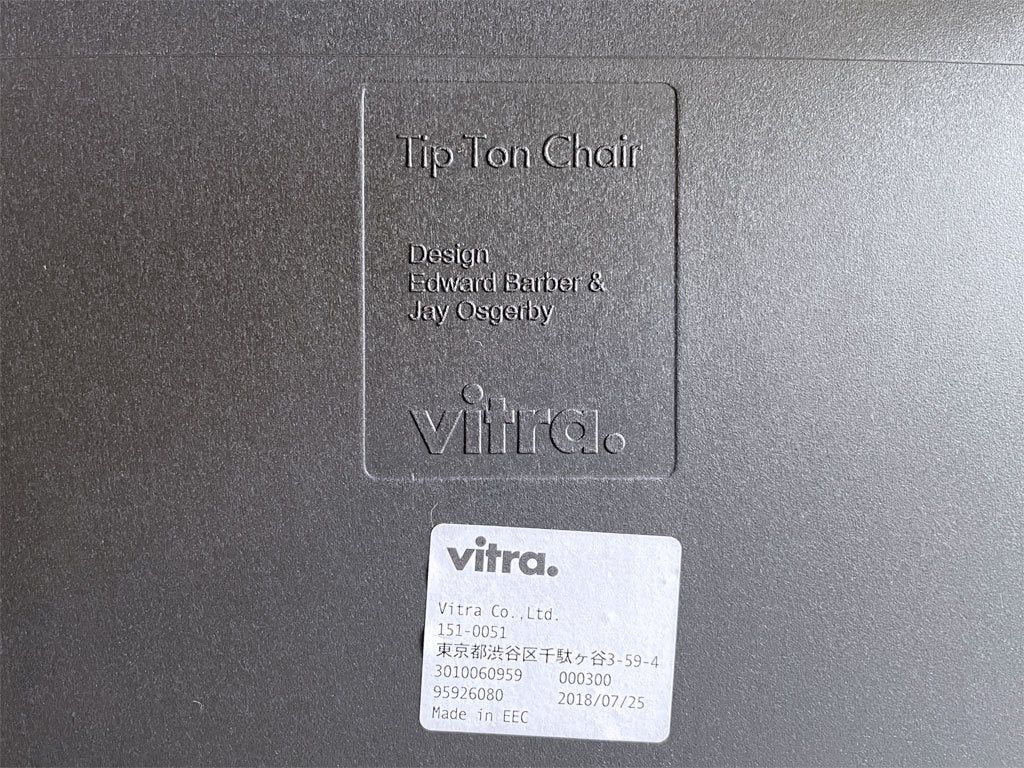 Tip Ton Chair
Design
Edward Barber &
Jay Osgerby
vitra.
vitra.
Vitra Co.,Ltd.
151-0051
東京都渋谷区千駄ヶ谷3-59-4
3010060959 000300
95926080 2018/07/25
Made in EEC